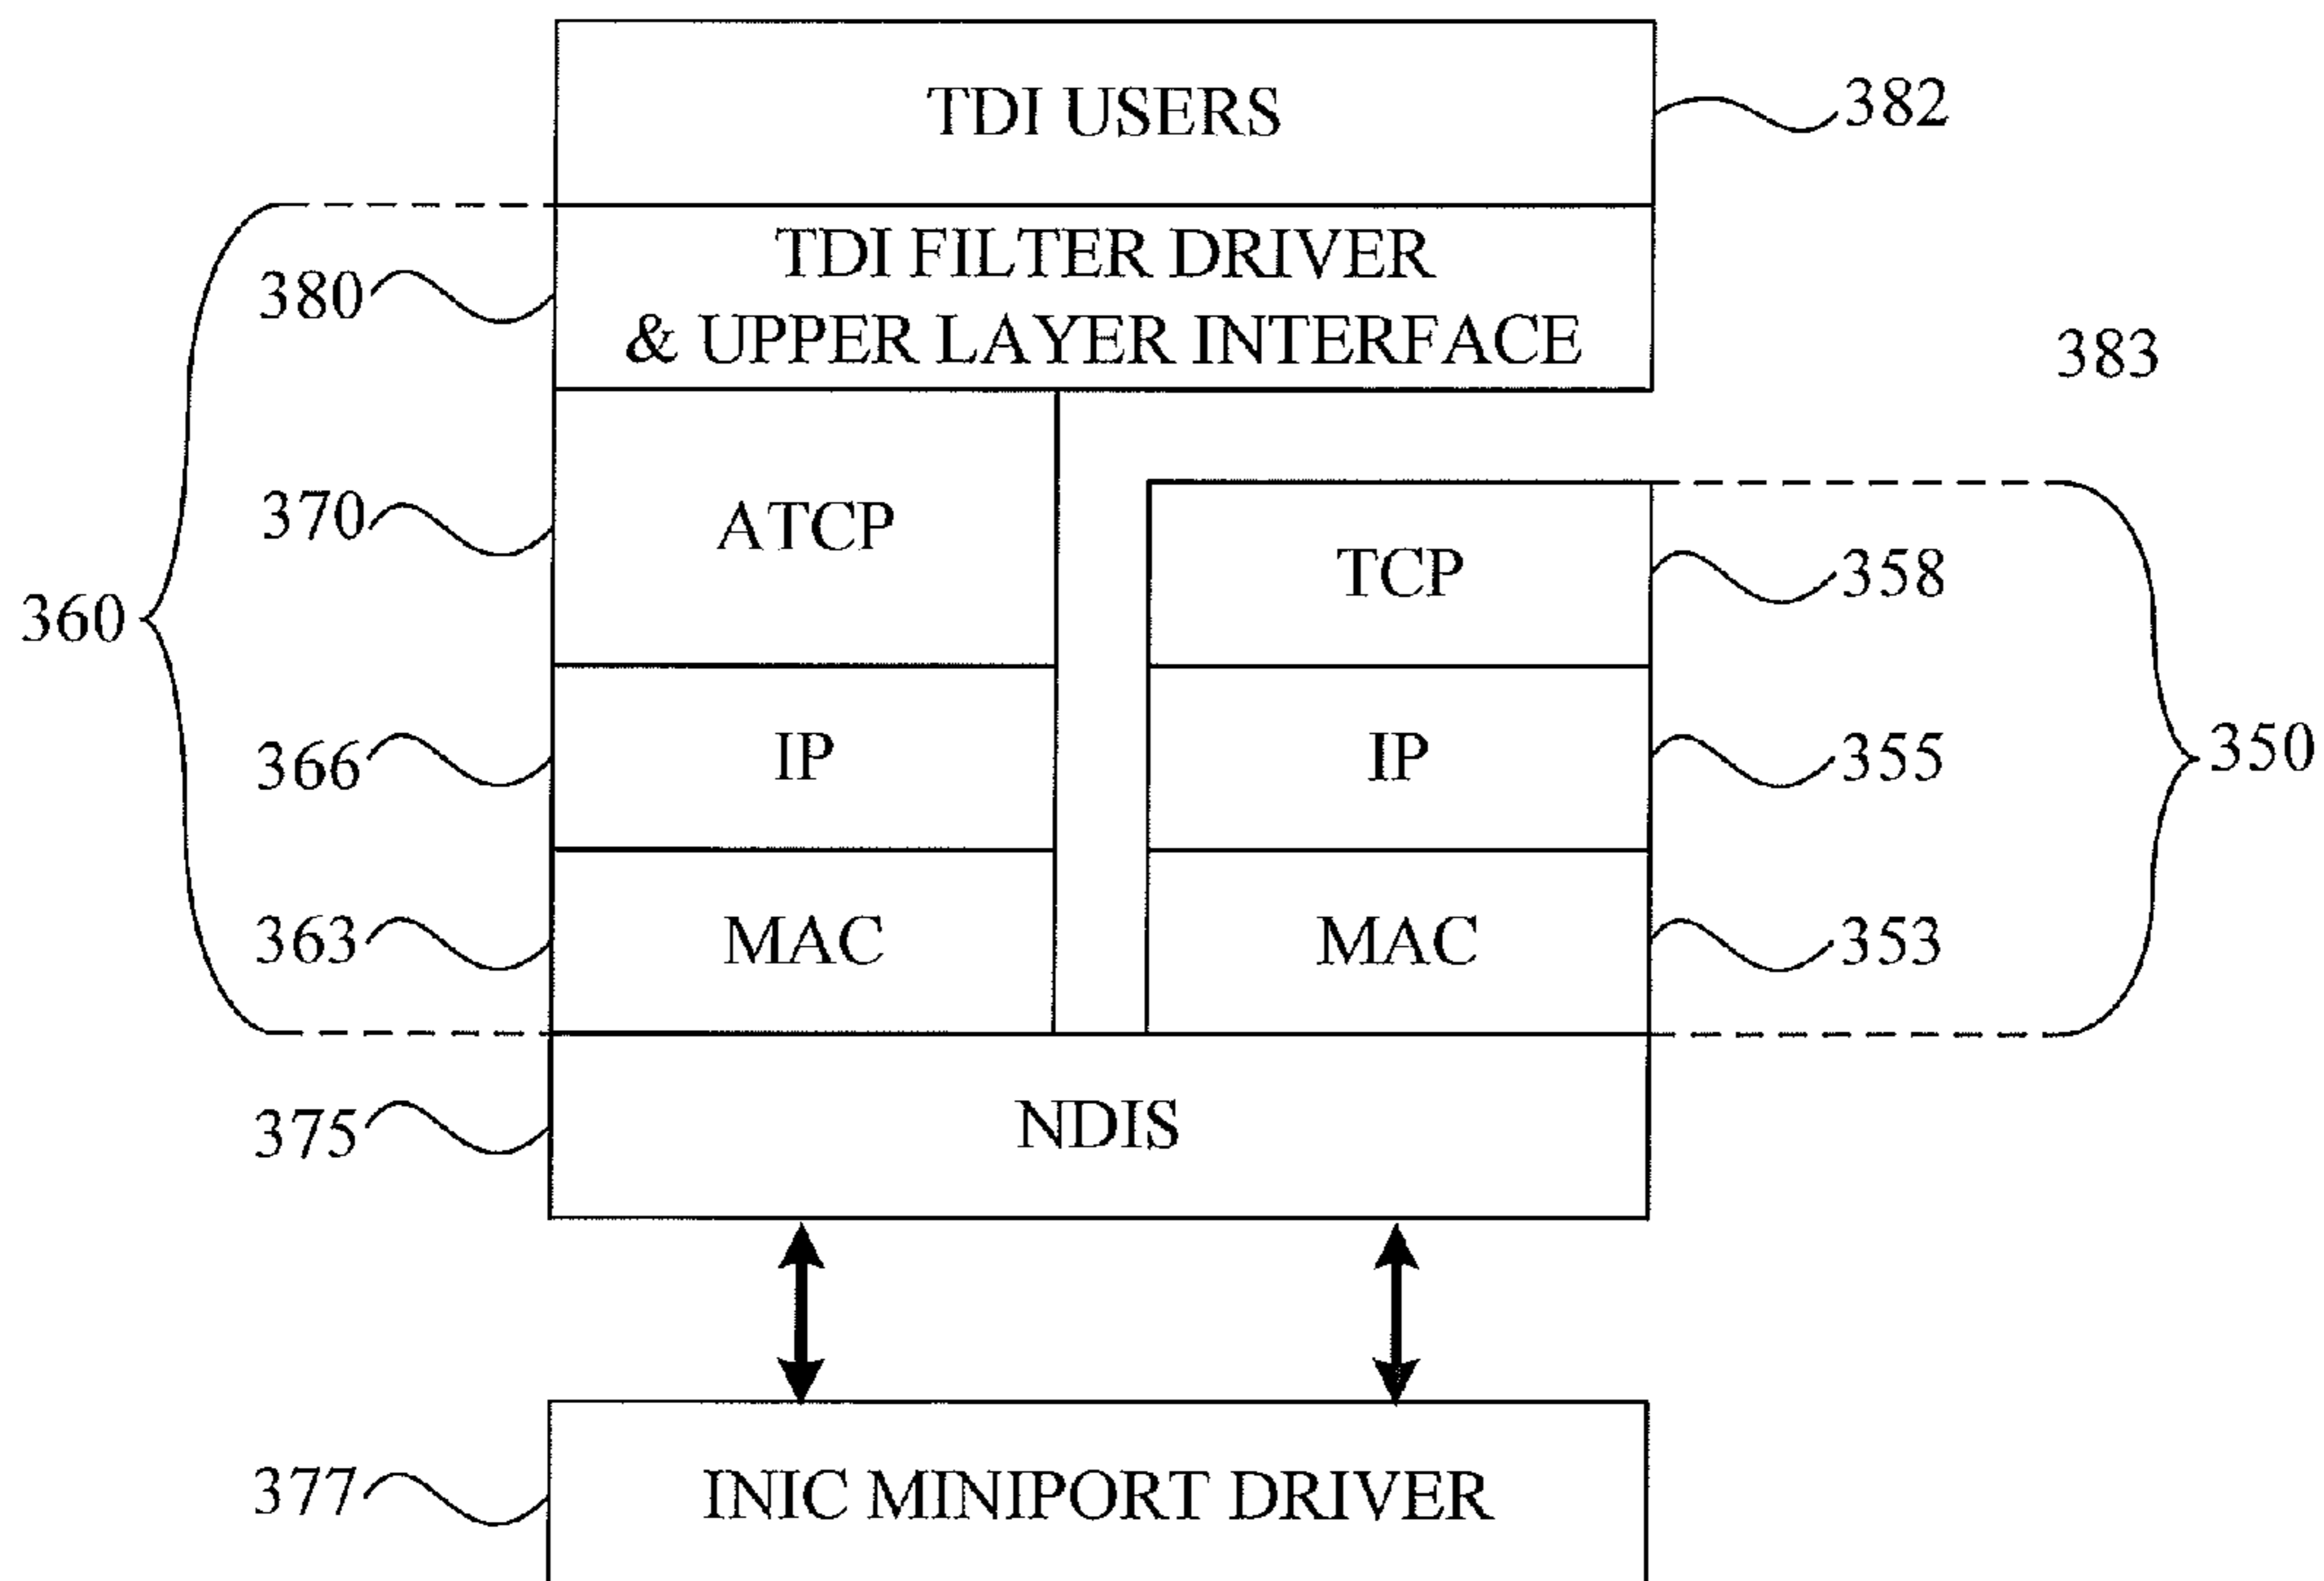 TDI USERS
382
TDI FILTER DRIVER
& UPPER LAYER INTERFACE
380
383
360
370
ATCP
TCP
358
366
IP
IP
355
350
363
MAC
MAC
353
375
NDIS
377
INIC MINIPORT DRIVER